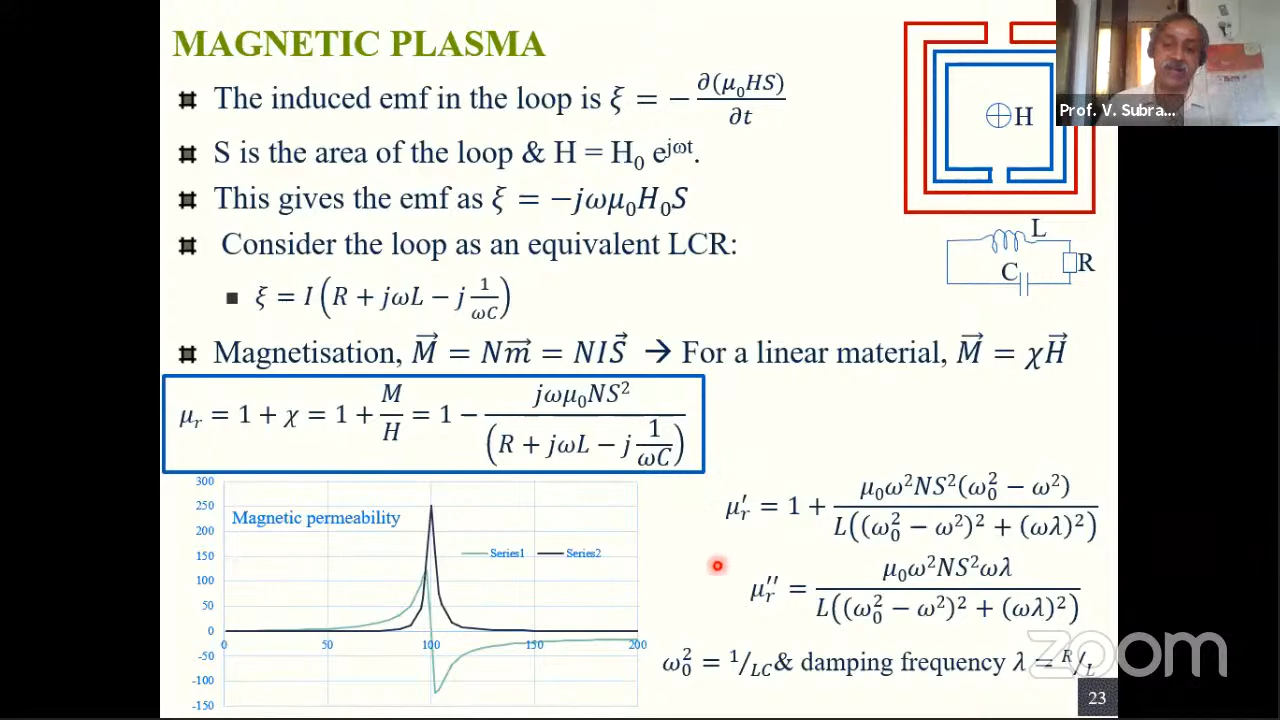 MAGNETIC PLASMA
The induced emf in the loop is ξ = − ∂(μ₀HS)/∂t
S is the area of the loop & H = H₀ e^jωt.
This gives the emf as ξ = −jωμ₀H₀S
Consider the loop as an equivalent LCR:
ξ = I (R + jωL − j 1/ωC)
Magnetisation, M⃗ = Nm⃗ = NIS⃗ → For a linear material, M⃗ = χH⃗
μᵣ = 1 + χ = 1 + M/H = 1 − jωμ₀NS²/(R + jωL − j 1/ωC)
H
Prof. V. Subra...
L
C
R
300
250
200
150
100
50
0
-50
-100
-150
Magnetic permeability
Series1 Series2
0 50 100 150 200
μᵣ′ = 1 + μ₀ω²NS²(ω₀² − ω²)/L((ω₀² − ω²)² + (ωλ)²)
μᵣ′′ = μ₀ω²NS²ωλ/L((ω₀² − ω²)² + (ωλ)²)
ω₀² = 1/LC & damping frequency λ = R/L
zoom
23